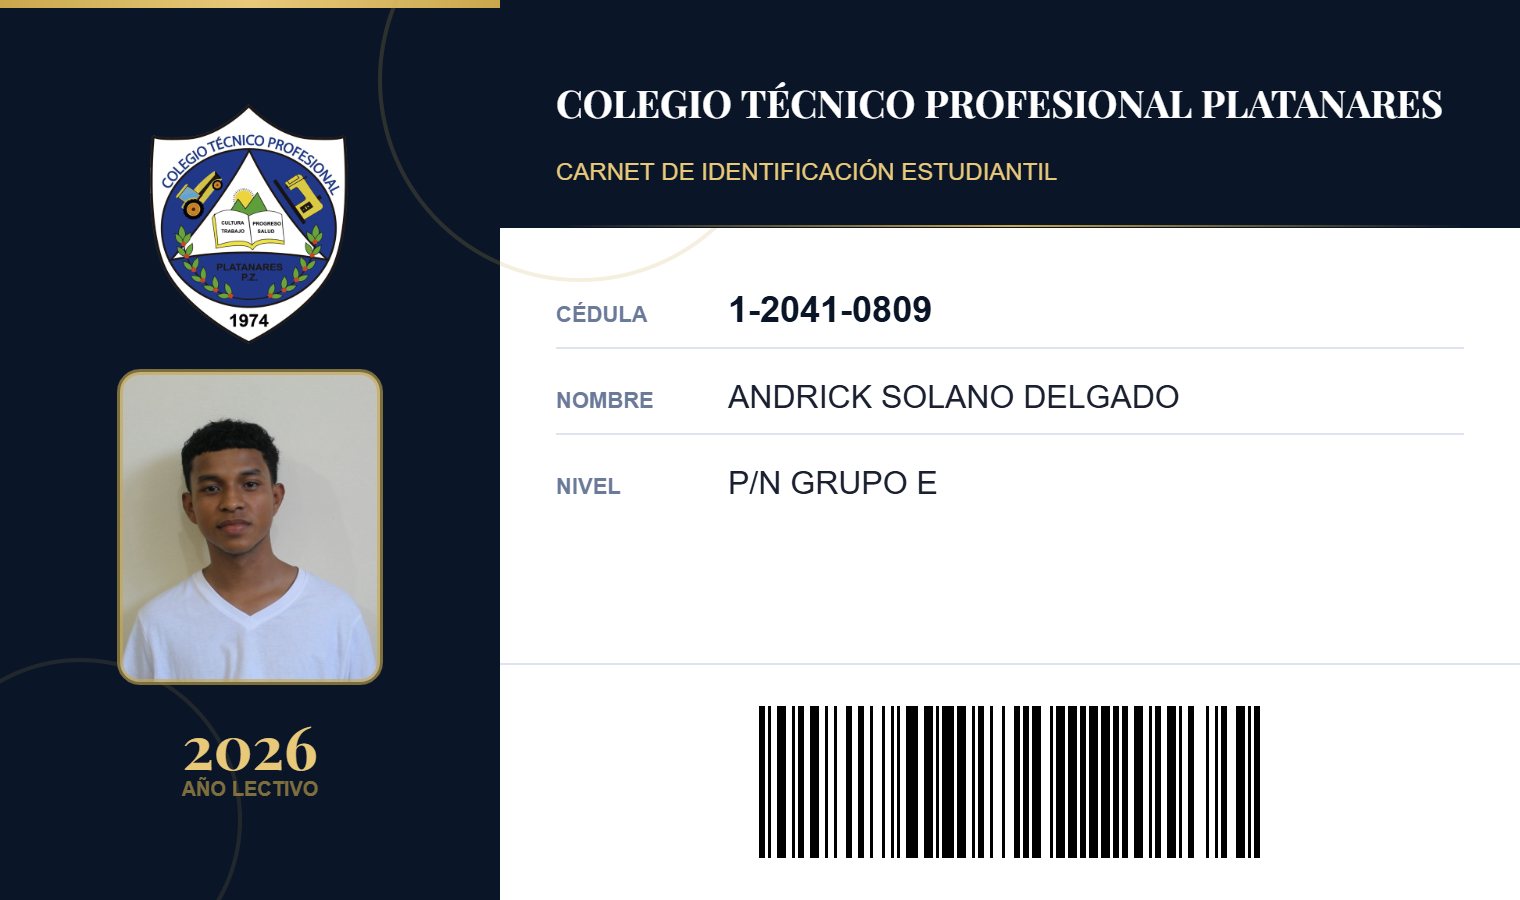 COLEGIO TÉCNICO PROFESIONAL
CULTURA PROGRESO
TRABAJO SALUD
PLATANARES
P.Z.
1974
2026
AÑO LECTIVO
COLEGIO TÉCNICO PROFESIONAL PLATANARES
CARNET DE IDENTIFICACIÓN ESTUDIANTIL
CÉDULA 1-2041-0809
NOMBRE ANDRICK SOLANO DELGADO
NIVEL P/N GRUPO E